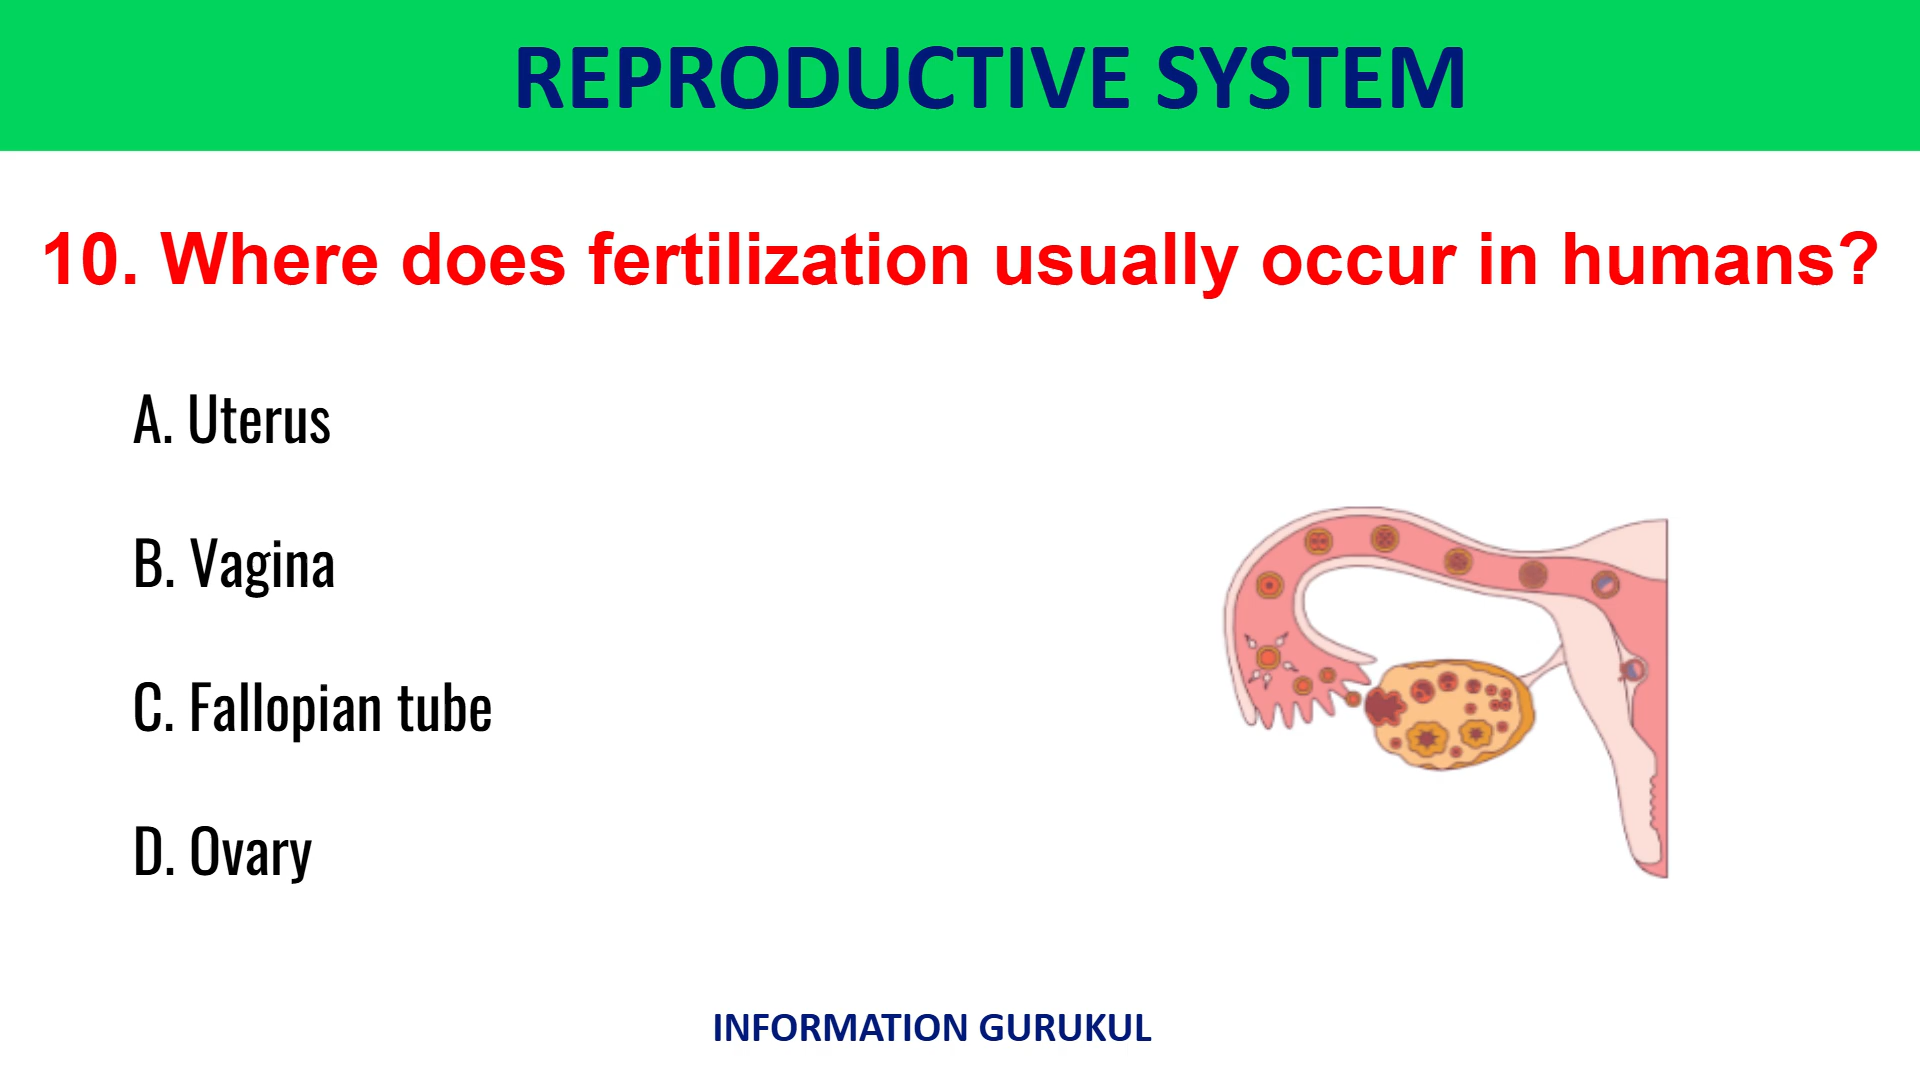 REPRODUCTIVE SYSTEM
10. Where does fertilization usually occur in humans?
A. Uterus
B. Vagina
C. Fallopian tube
D. Ovary
INFORMATION GURUKUL